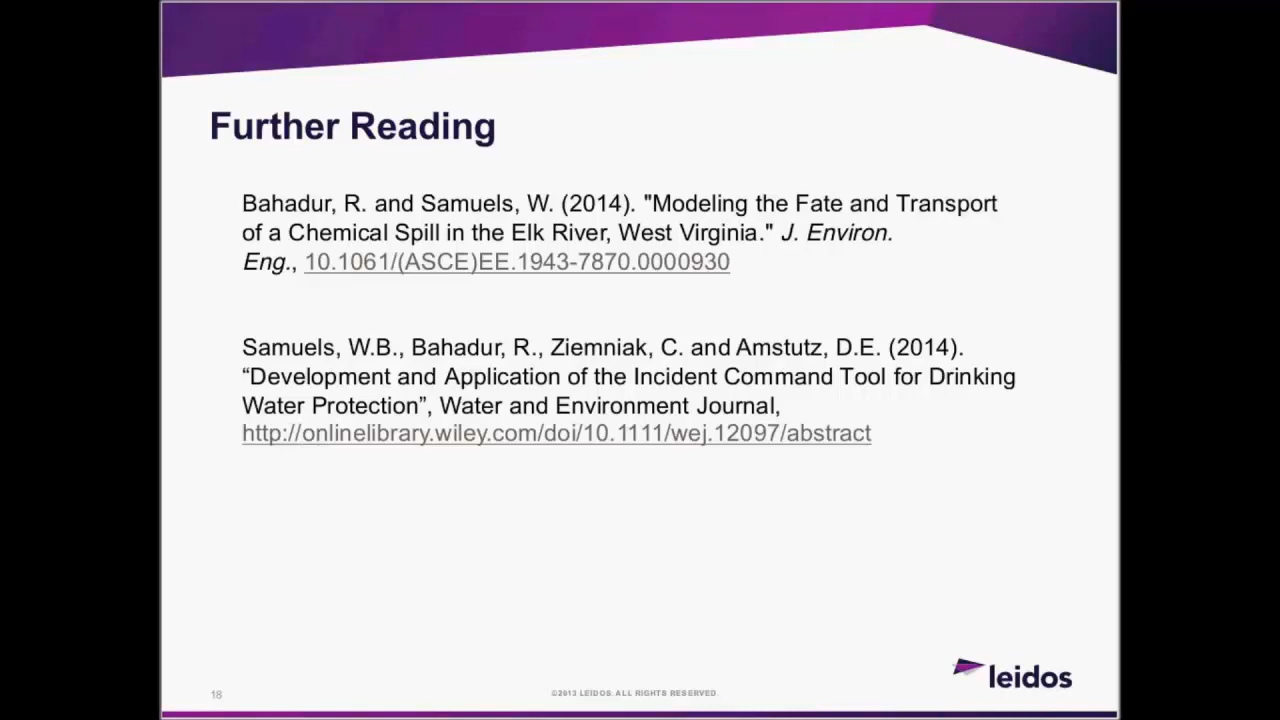 Further Reading
Bahadur, R. and Samuels, W. (2014). "Modeling the Fate and Transport
of a Chemical Spill in the Elk River, West Virginia." J. Environ.
Eng., 10.1061/(ASCE)EE.1943-7870.0000930
Samuels, W.B., Bahadur, R., Ziemniak, C. and Amstutz, D.E. (2014).
“Development and Application of the Incident Command Tool for Drinking
Water Protection”, Water and Environment Journal,
http://onlinelibrary.wiley.com/doi/10.1111/wej.12097/abstract
leidos
18
©2013 LEIDOS. ALL RIGHTS RESERVED